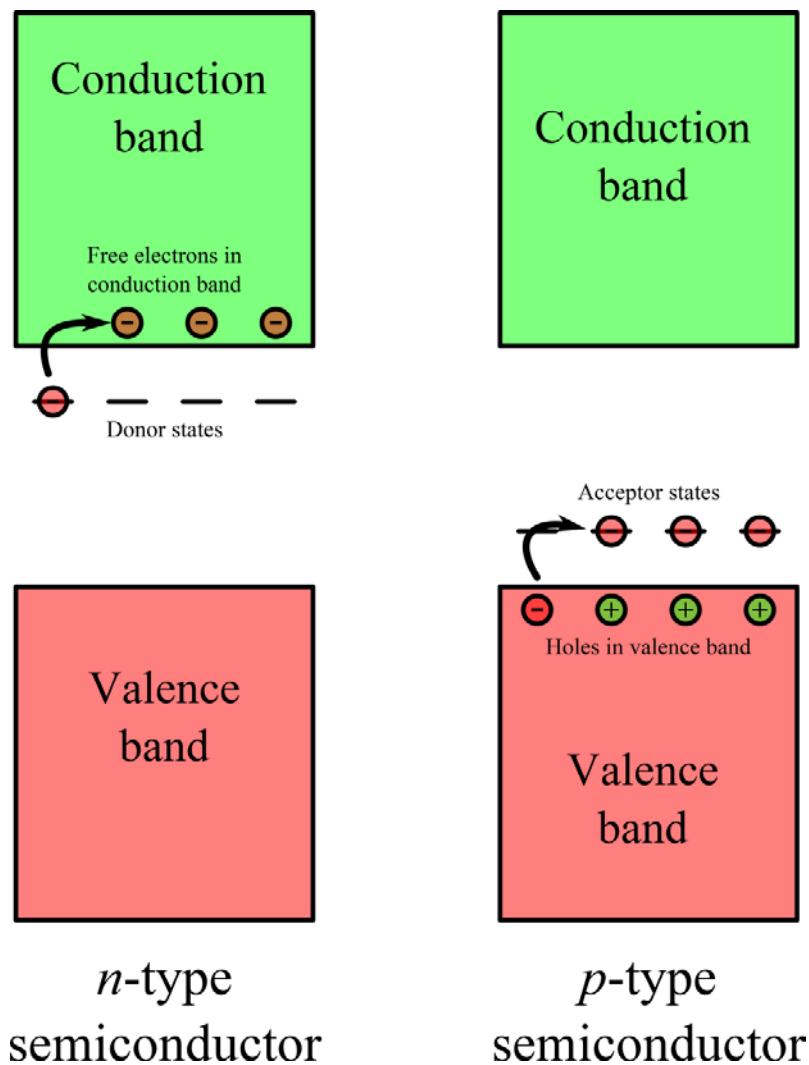 Conduction
band
Free electrons in
conduction band
−
−
−
−
Donor states
Valence
band
n-type
semiconductor
Conduction
band
Acceptor states
−
−
−
−
+
+
+
Holes in valence band
Valence
band
p-type
semiconductor